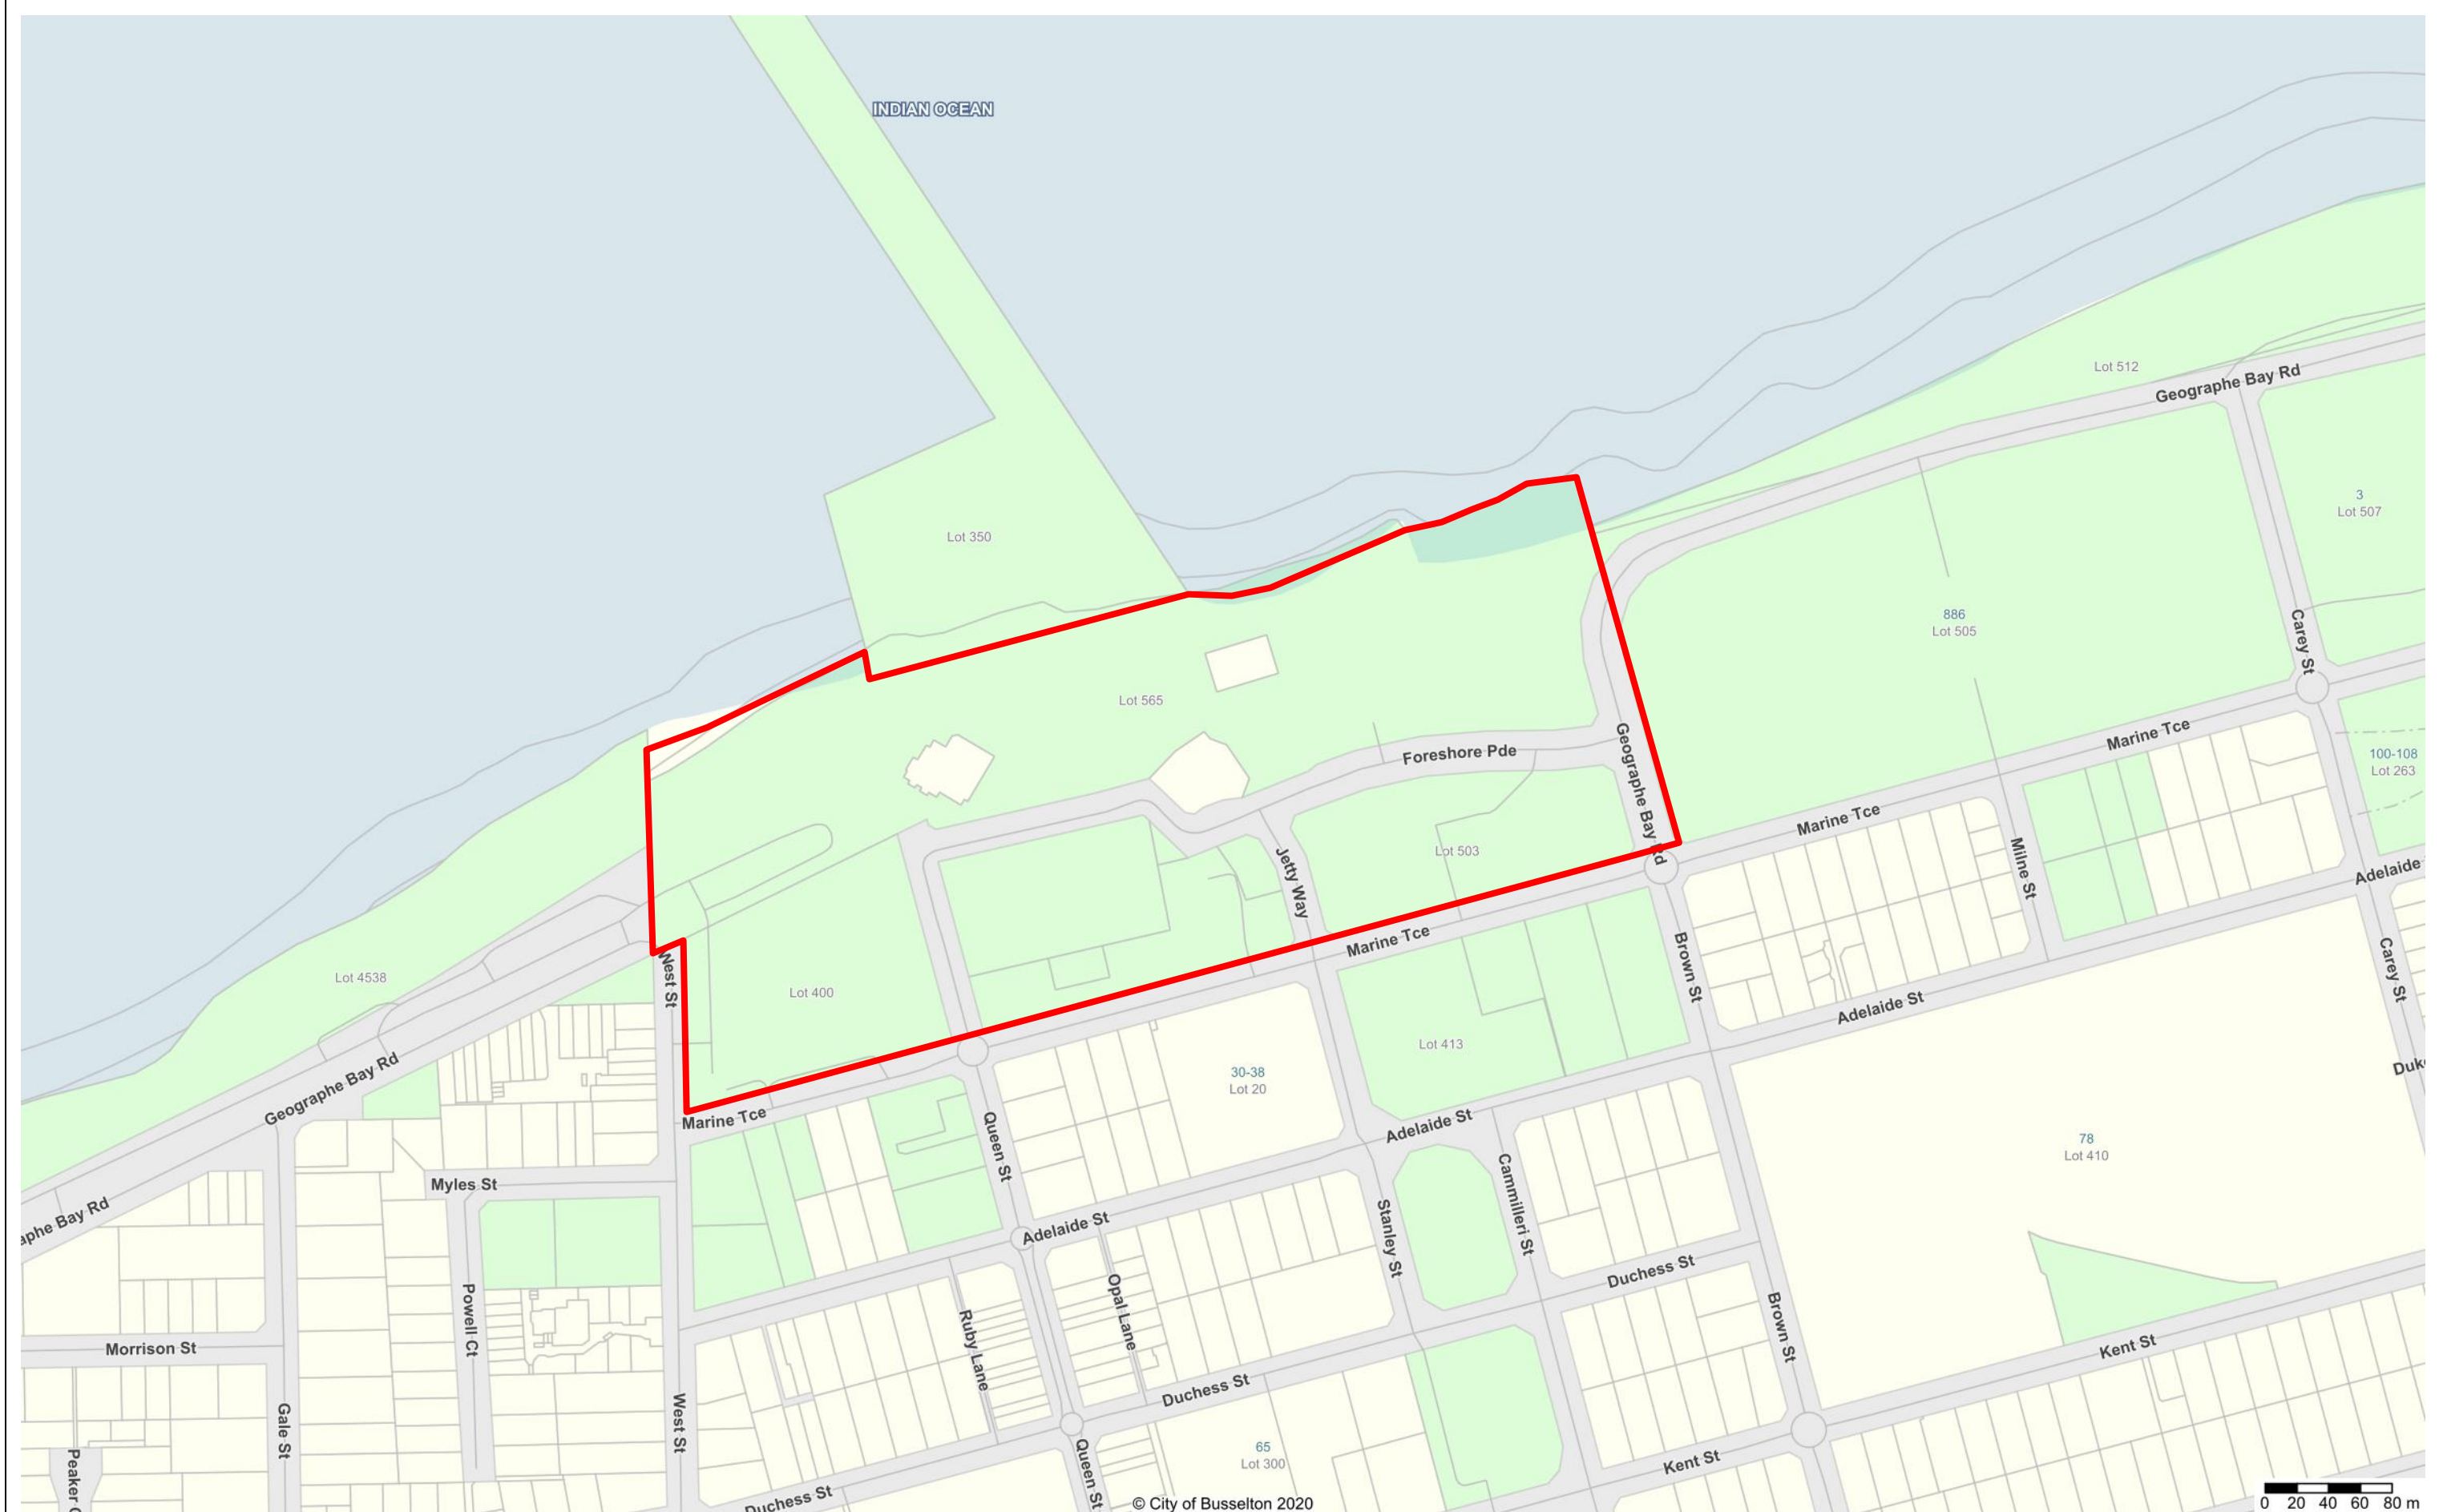 INDIAN OCEAN
Lot 512
Geographe Bay Rd
3
Lot 507
Lot 350
886
Lot 505
Carey St
Lot 565
Foreshore Pde
Geographe Bay Rd
Marine Tce
100-108
Lot 263
Marine Tce
Lot 503
Jetty Way
Milne St
Adelaide
Marine Tce
Brown St
Carey St
Lot 4538
West St
Lot 400
Adelaide St
Lot 413
Geographe Bay Rd
30-38
Lot 20
Duk
Marine Tce
Queen St
Adelaide St
78
Lot 410
Myles St
Cammilleri St
aphe Bay Rd
Adelaide St
Stanley St
Duchess St
Powell Ct
Opal Lane
Ruby Lane
Brown St
Morrison St
Kent St
Gale St
West St
Duchess St
Peaker C
Queen St
65
Lot 300
Kent St
Duchess St
© City of Busselton 2020
0 20 40 60 80 m